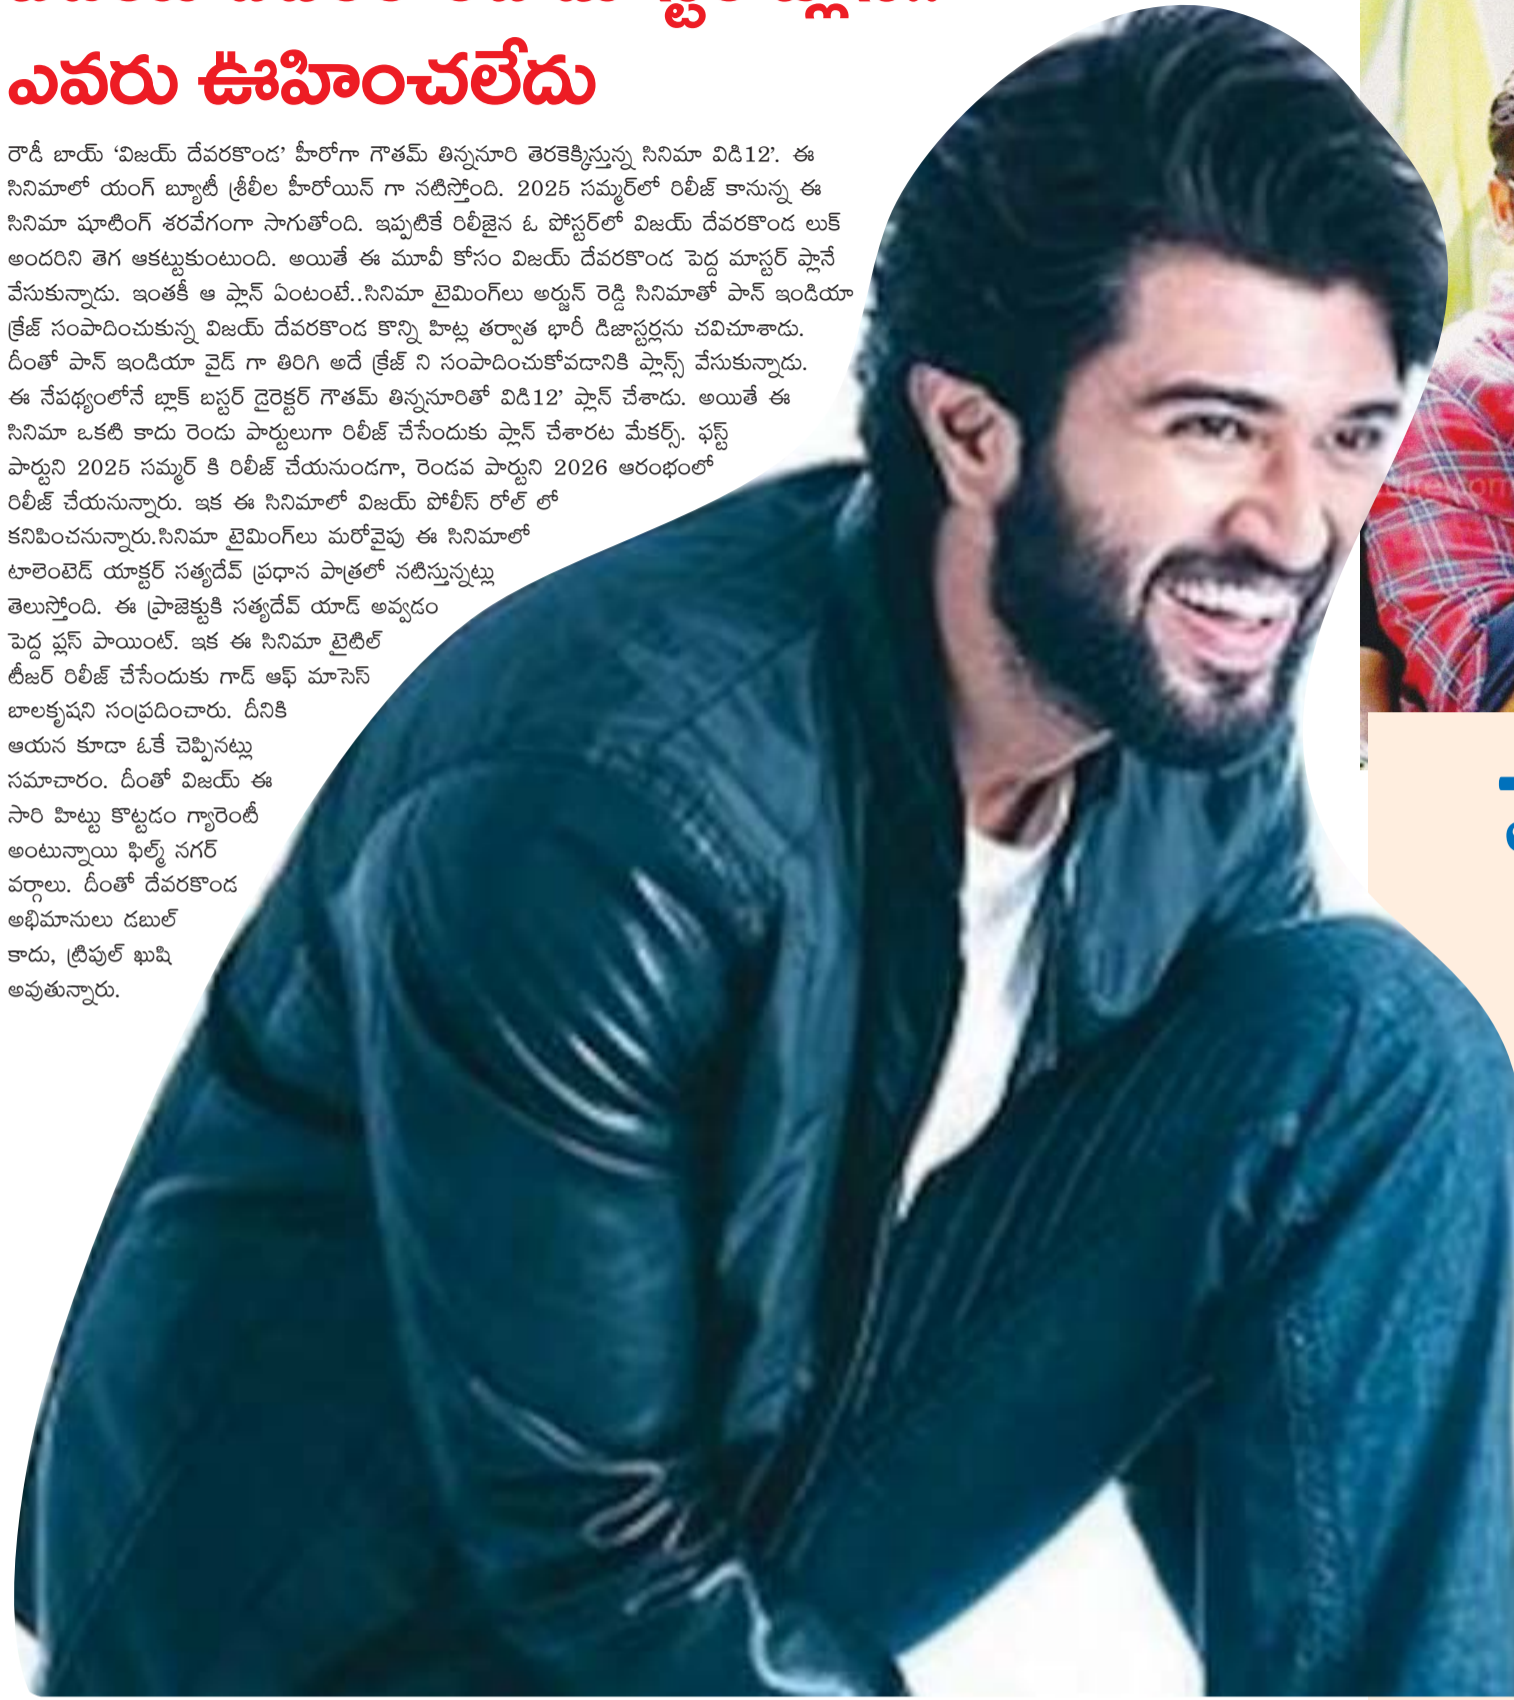 ఎవరు ఊహించలేదు
రౌడీ బాయ్ ‘విజయ్ దేవరకొండ’ హీరోగా గౌతమ్ తిన్ననూరి తెరకెక్కిస్తున్న సినిమా విడి12’. ఈ
సినిమాలో యంగ్ బ్యూటీ శ్రీలీల హీరోయిన్ గా నటిస్తోంది. 2025 సమ్మర్‌లో రిలీజ్ కానున్న ఈ
సినిమా షూటింగ్ శరవేగంగా సాగుతోంది. ఇప్పటికే రిలీజైన ఓ పోస్టర్‌లో విజయ్ దేవరకొండ లుక్
అందరిని తెగ ఆకట్టుకుంటుంది. అయితే ఈ మూవీ కోసం విజయ్ దేవరకొండ పెద్ద మాస్టర్ ప్లానే
వేసుకున్నాడు. ఇంతకీ ఆ ప్లాన్ ఏంటంటే..సినిమా టైమింగ్‌లు అర్జున్ రెడ్డి సినిమాతో పాన్ ఇండియా
క్రేజ్ సంపాదించుకున్న విజయ్ దేవరకొండ కొన్ని హిట్ల తర్వాత భారీ డిజాస్టర్లను చవిచూశాడు.
దీంతో పాన్ ఇండియా వైడ్ గా తిరిగి అదే క్రేజ్ ని సంపాదించుకోవడానికి ప్లాన్స్ వేసుకున్నాడు.
ఈ నేపథ్యంలోనే బ్లాక్ బస్టర్ డైరెక్టర్ గౌతమ్ తిన్ననూరితో విడి12’ ప్లాన్ చేశాడు. అయితే ఈ
సినిమా ఒకటి కాదు రెండు పార్టులుగా రిలీజ్ చేసేందుకు ప్లాన్ చేశారట మేకర్స్. ఫస్ట్
పార్టుని 2025 సమ్మర్ కి రిలీజ్ చేయనుండగా, రెండవ పార్టుని 2026 ఆరంభంలో
రిలీజ్ చేయనున్నారు. ఇక ఈ సినిమాలో విజయ్ పోలీస్ రోల్ లో
కనిపించనున్నారు.సినిమా టైమింగ్‌లు మరోవైపు ఈ సినిమాలో
టాలెంటెడ్ యాక్టర్ సత్యదేవ్ ప్రధాన పాత్రలో నటిస్తున్నట్లు
తెలుస్తోంది. ఈ ప్రాజెక్టుకి సత్యదేవ్ యాడ్ అవ్వడం
పెద్ద ప్లస్ పాయింట్. ఇక ఈ సినిమా టైటిల్
టీజర్ రిలీజ్ చేసేందుకు గాడ్ ఆఫ్ మాసెస్
బాలకృషని సంప్రదించారు. దీనికి
ఆయన కూడా ఓకే చెప్పినట్లు
సమాచారం. దీంతో విజయ్ ఈ
సారి హిట్టు కొట్టడం గ్యారెంటీ
అంటున్నాయి ఫిల్మ్ నగర్
వర్గాలు. దీంతో దేవరకొండ
అభిమానులు డబుల్
కాదు, ట్రిపుల్ ఖుషి
అవుతున్నారు.